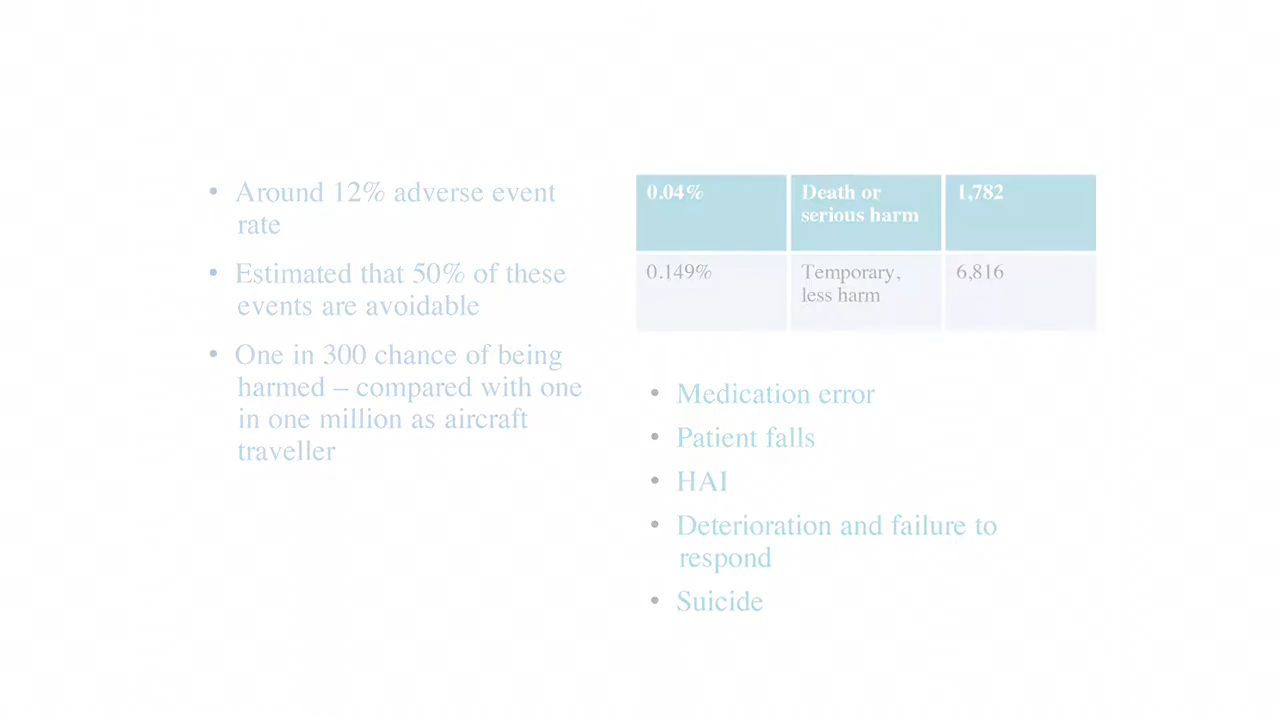 • Around 12% adverse event
rate
• Estimated that 50% of these
events are avoidable
• One in 300 chance of being
harmed – compared with one
in one million as aircraft
traveller
0.04% Death or serious harm 1,782
0.149% Temporary, less harm 6,816
• Medication error
• Patient falls
• HAI
• Deterioration and failure to
respond
• Suicide